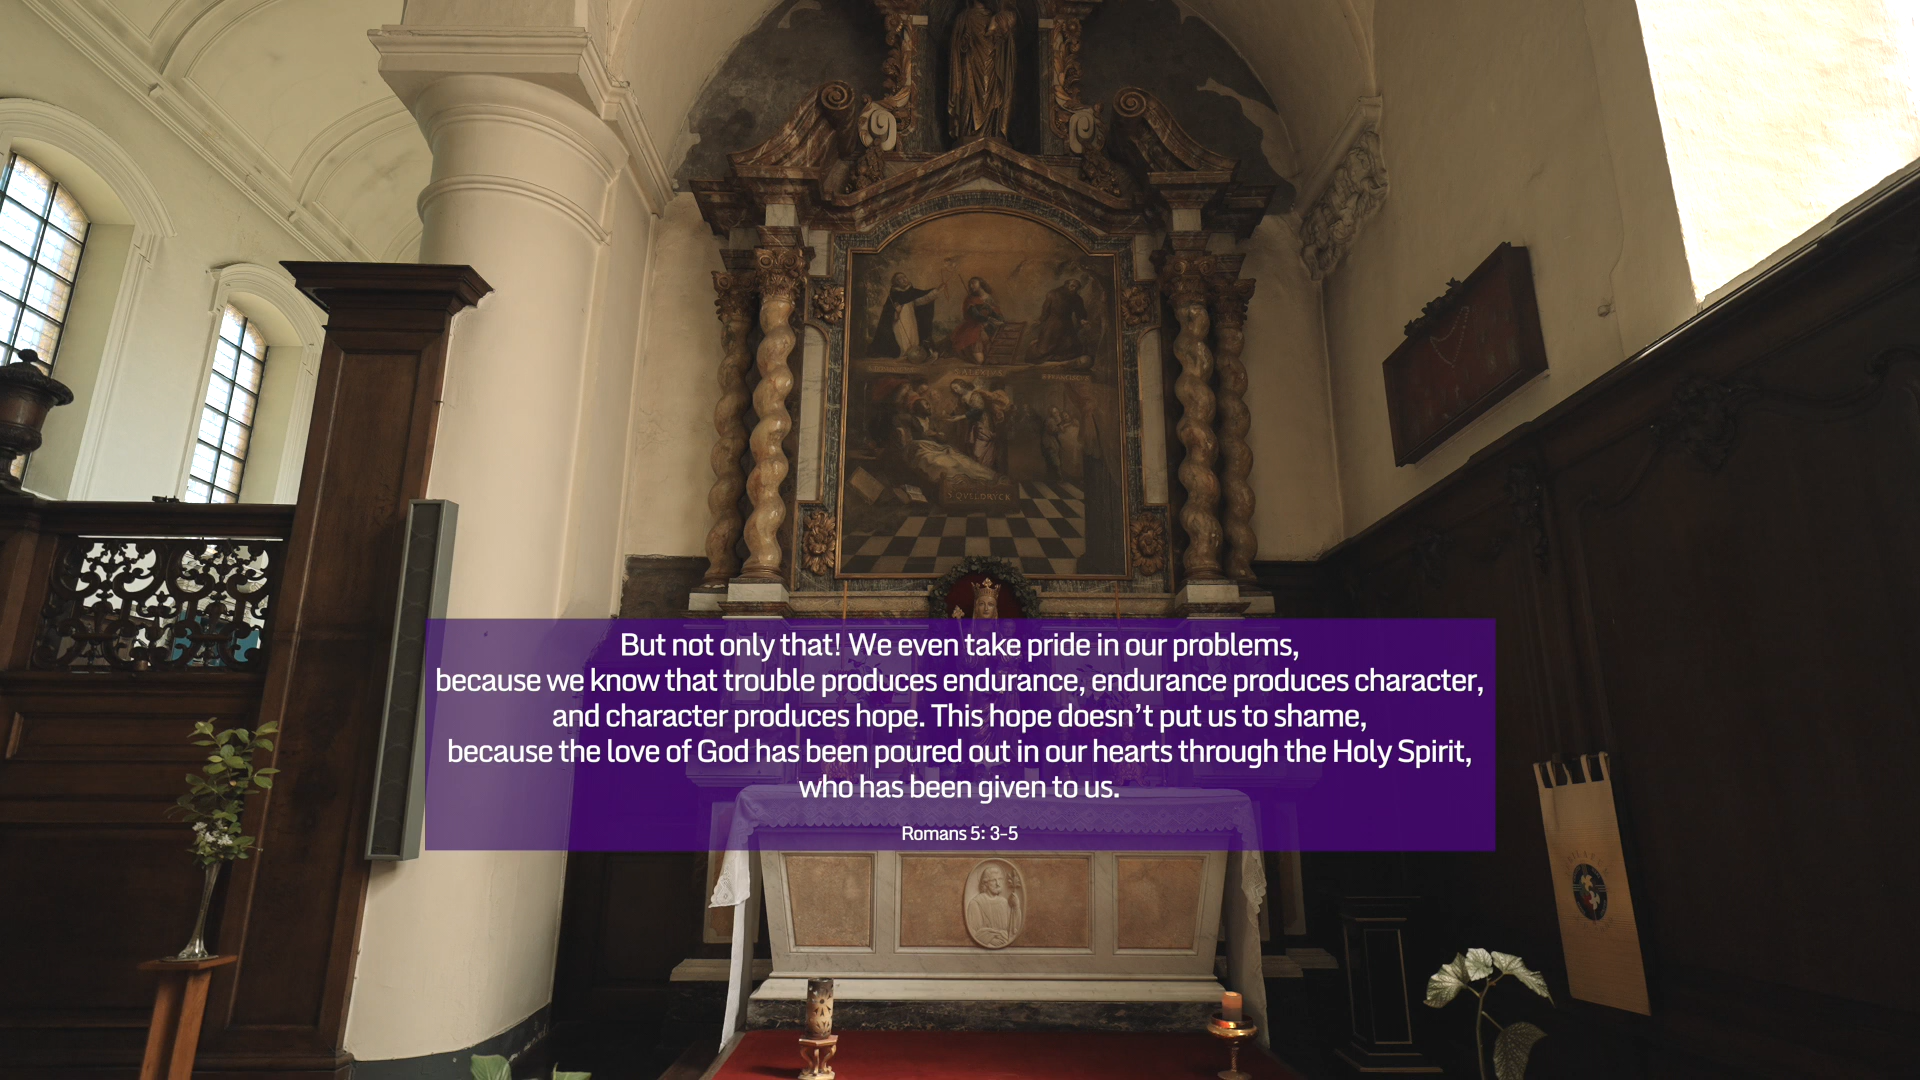 S ALEXIUS
S QVILDRYCK
But not only that! We even take pride in our problems,
because we know that trouble produces endurance, endurance produces character,
and character produces hope. This hope doesn’t put us to shame,
because the love of God has been poured out in our hearts through the Holy Spirit,
who has been given to us.
Romans 5: 3-5